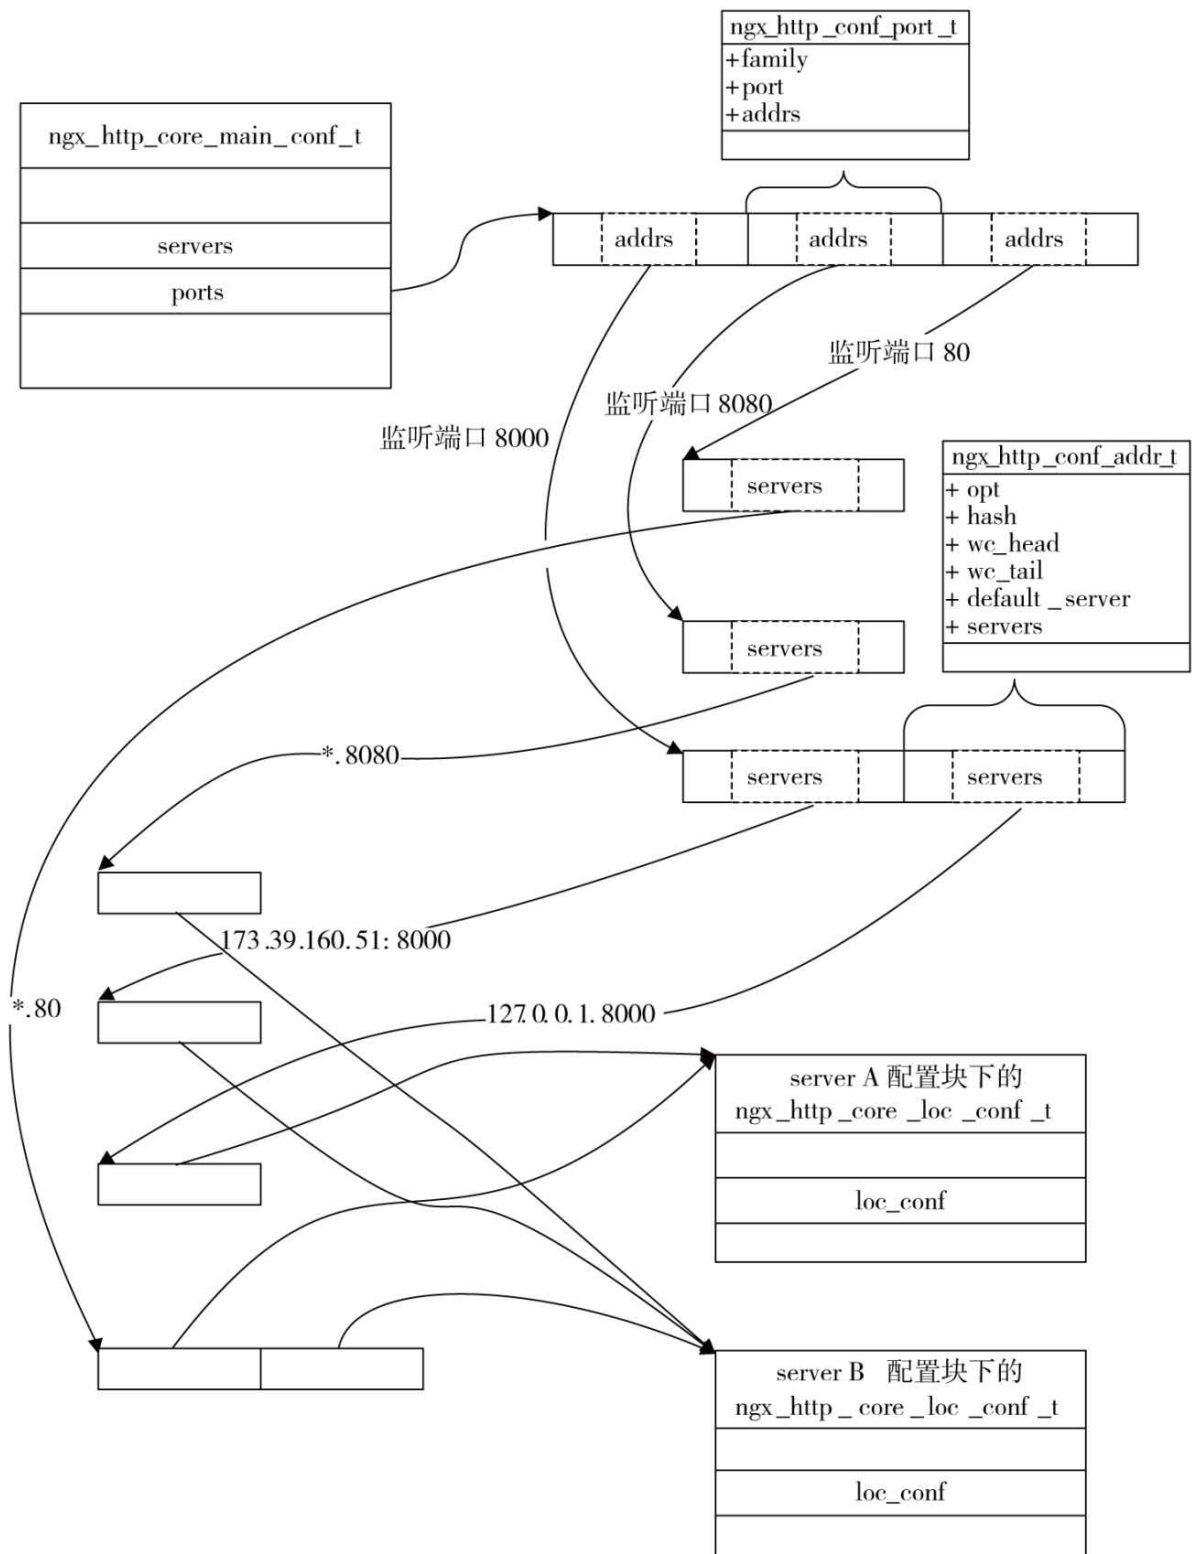 ngx_http_conf_port_t
+family
+port
+addrs
ngx_http_core_main_conf_t
servers
ports
addrs addrs addrs
监听端口 80
监听端口 8080
监听端口 8000
servers
ngx_http_conf_addr_t
+ opt
+ hash
+ wc_head
+ wc_tail
+ default_server
+ servers
servers
*.8080
servers servers
173.39.160.51:8000
*.80
127.0.0.1.8000
server A 配置块下的
ngx_http_core_loc_conf_t
loc_conf
server B 配置块下的
ngx_http_core_loc_conf_t
loc_conf